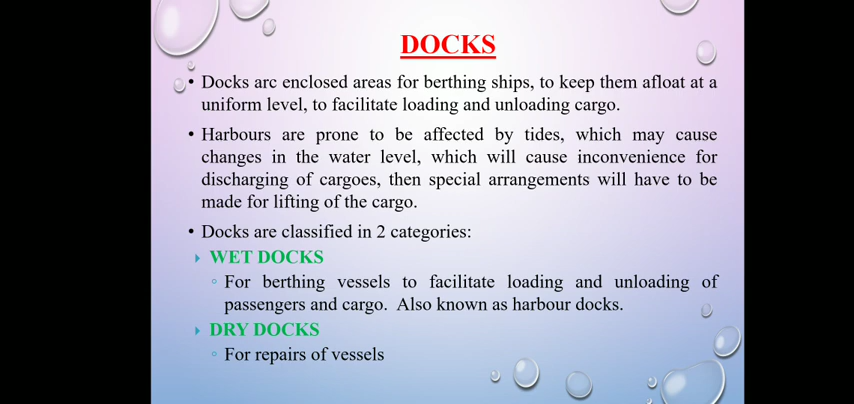 DOCKS
• Docks arc enclosed areas for berthing ships, to keep them afloat at a
uniform level, to facilitate loading and unloading cargo.
• Harbours are prone to be affected by tides, which may cause
changes in the water level, which will cause inconvenience for
discharging of cargoes, then special arrangements will have to be
made for lifting of the cargo.
• Docks are classified in 2 categories:
WET DOCKS
◦ For berthing vessels to facilitate loading and unloading of
passengers and cargo. Also known as harbour docks.
DRY DOCKS
◦ For repairs of vessels